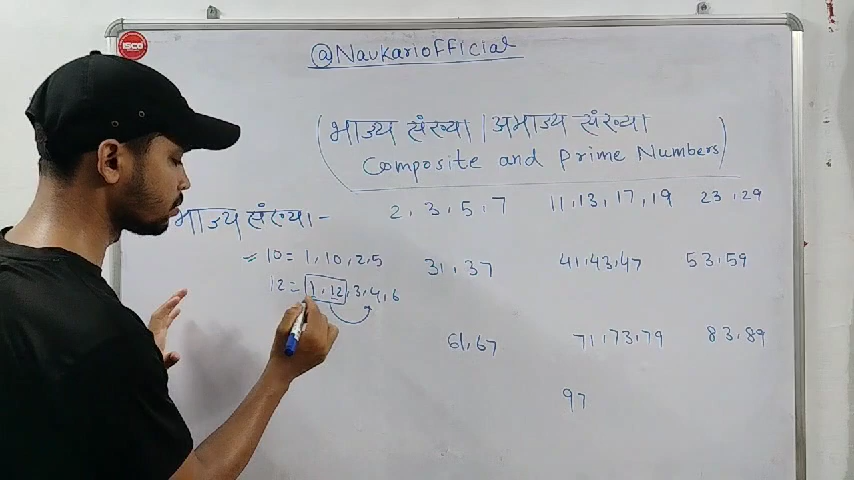 ISCO
@NaukariOfficial
(भाज्य संख्या | अभाज्य संख्या
Composite and Prime Numbers)
भाज्य संख्या -
2, 3, 5, 7 11, 13, 17, 19 23, 29
10 = 1, 10, 2, 5
31, 37 41, 43, 47 53, 59
12 = 1, 12, 3, 4, 6
61, 67 71, 73, 79 83, 89
97